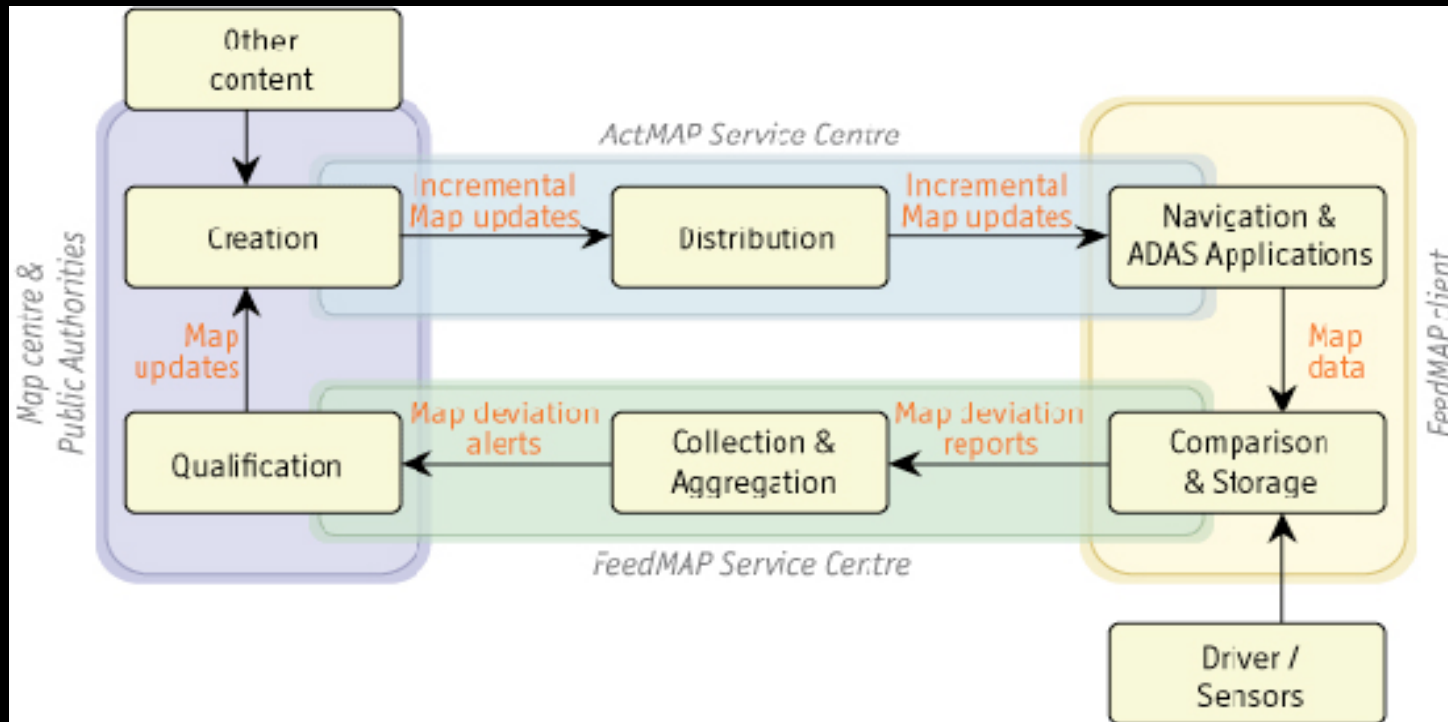 Other
content
ActMAP Service Centre
Creation
Incremental
Map updates
Distribution
Incremental
Map updates
Navigation &
ADAS Applications
Map centre &
Public Authorities
Map
updates
Map
data
FeedMAP client
Qualification
Map deviation
alerts
Collection &
Aggregation
Map deviation
reports
Comparison
& Storage
FeedMAP Service Centre
Driver /
Sensors